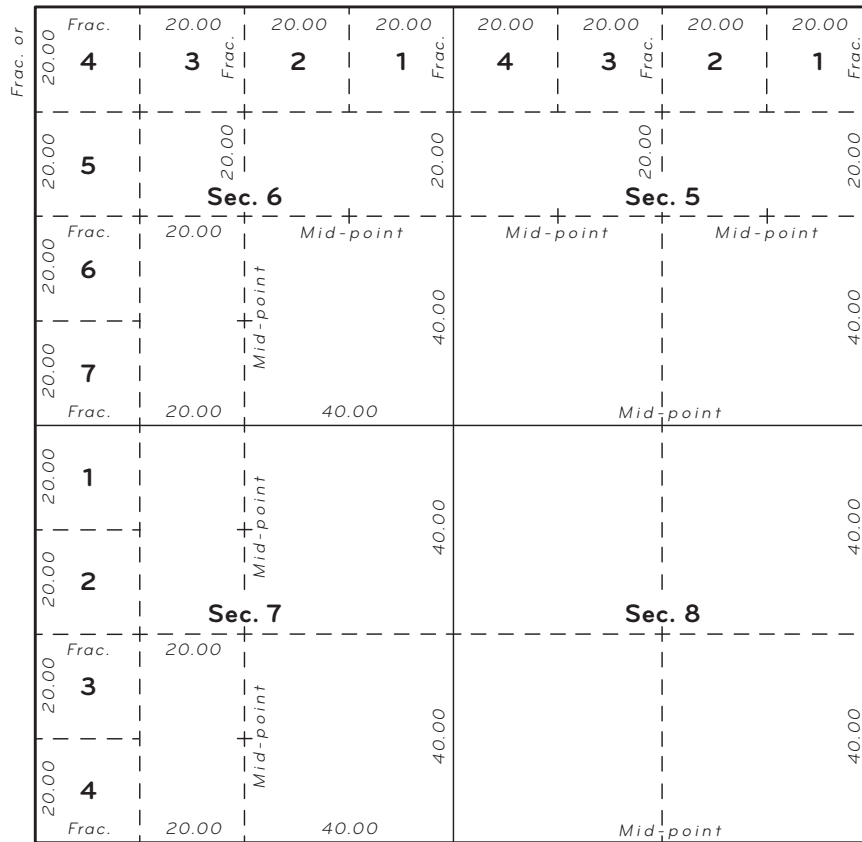 Frac. 20.00 20.00 20.00 20.00 20.00 20.00 20.00
Frac. or 20.00 4 3 Frac. 2 1 Frac. 4 3 Frac. 2 1 Frac.
20.00 5 20.00 20.00 20.00 20.00
Sec. 6 Sec. 5
Frac. 20.00 Mid-point Mid-point Mid-point
20.00 6 Mid-point 40.00 40.00
20.00 7
Frac. 20.00 40.00 Mid-point
20.00 1 Mid-point 40.00 40.00
20.00 2
Sec. 7 Sec. 8
Frac. 20.00
20.00 3 Mid-point 40.00 40.00
20.00 4
Frac. 20.00 40.00 Mid-point